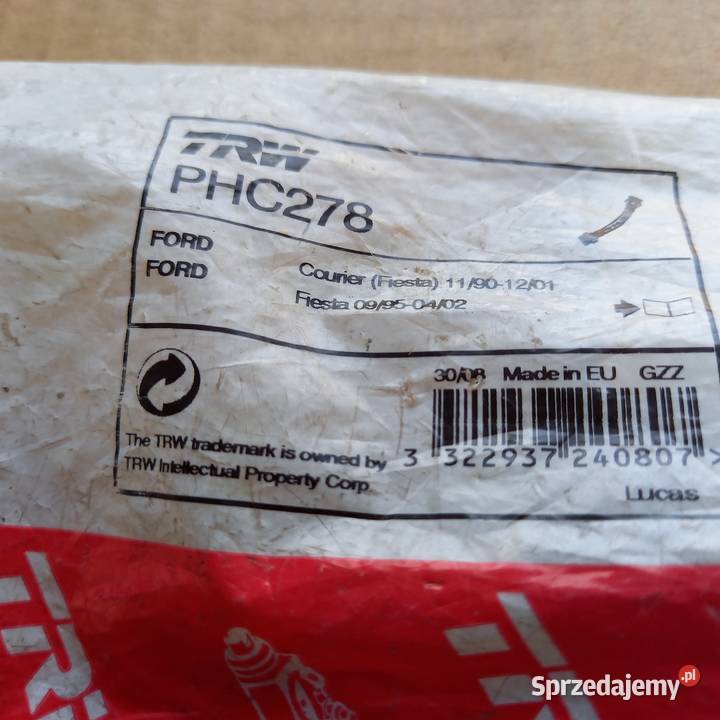 TRW
PHC278
FORD
FORD
Courier (Fiesta) 11/90-12/01
Fiesta 09/95-04/02
30/08 Made in EU GZZ
The TRW trademark is owned by
TRW Intellectual Property Corp.
3 322937 240807 >
Lucas
TRW
T
Sprzedajemy.pl